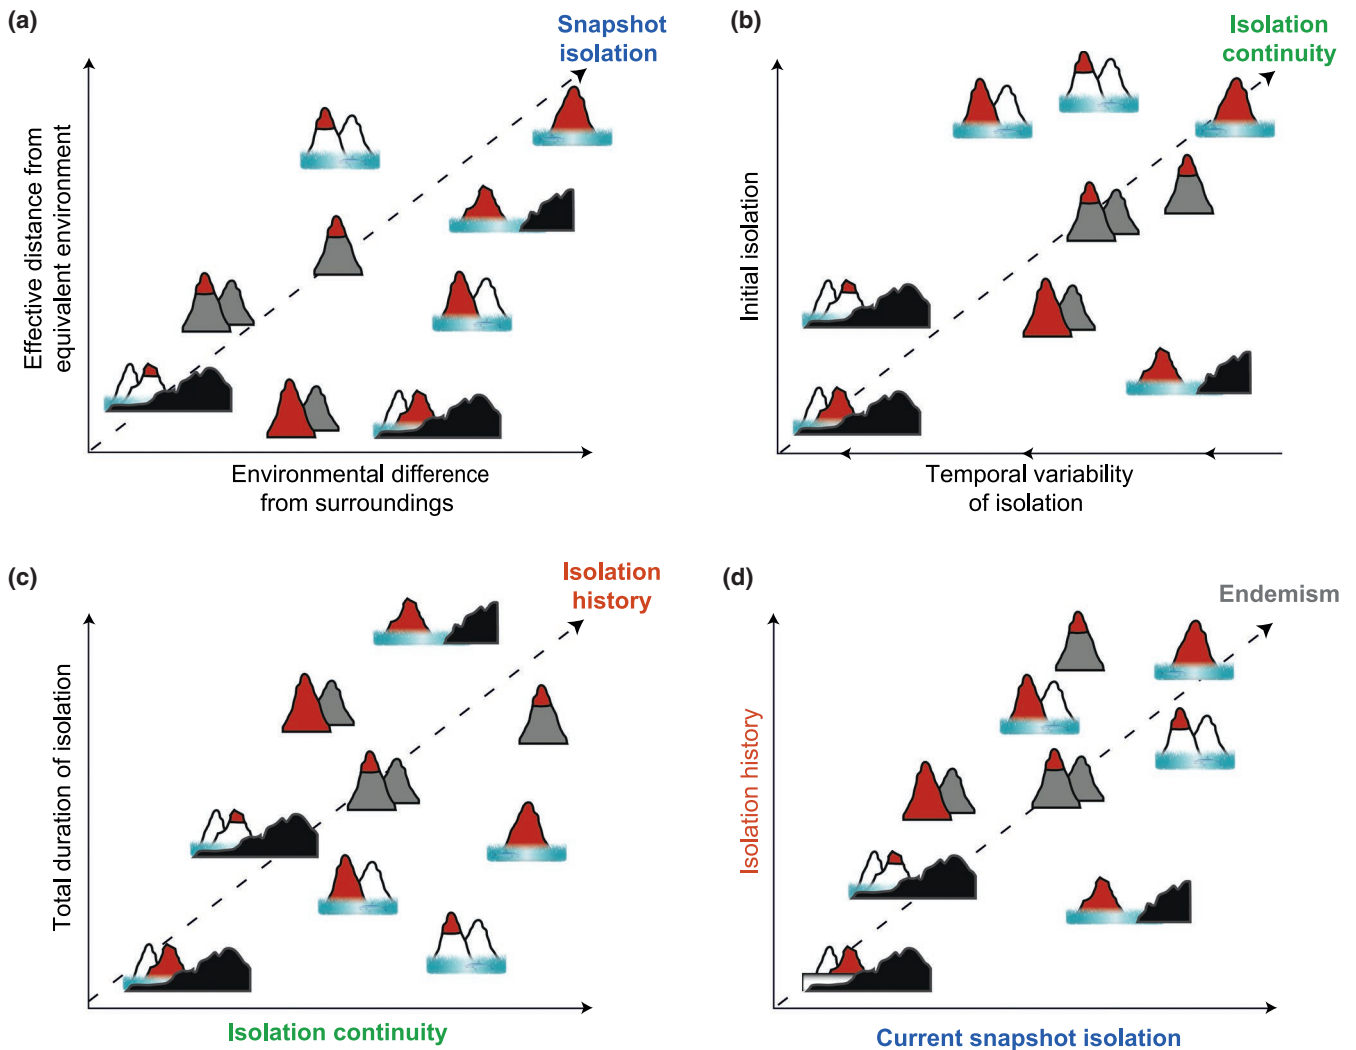 (a)
Snapshot
isolation
Effective distance from
equivalent environment
Environmental difference
from surroundings
(b)
Isolation
continuity
Initial isolation
Temporal variability
of isolation
(c)
Isolation
history
Total duration of isolation
Isolation continuity
(d)
Endemism
Isolation history
Current snapshot isolation